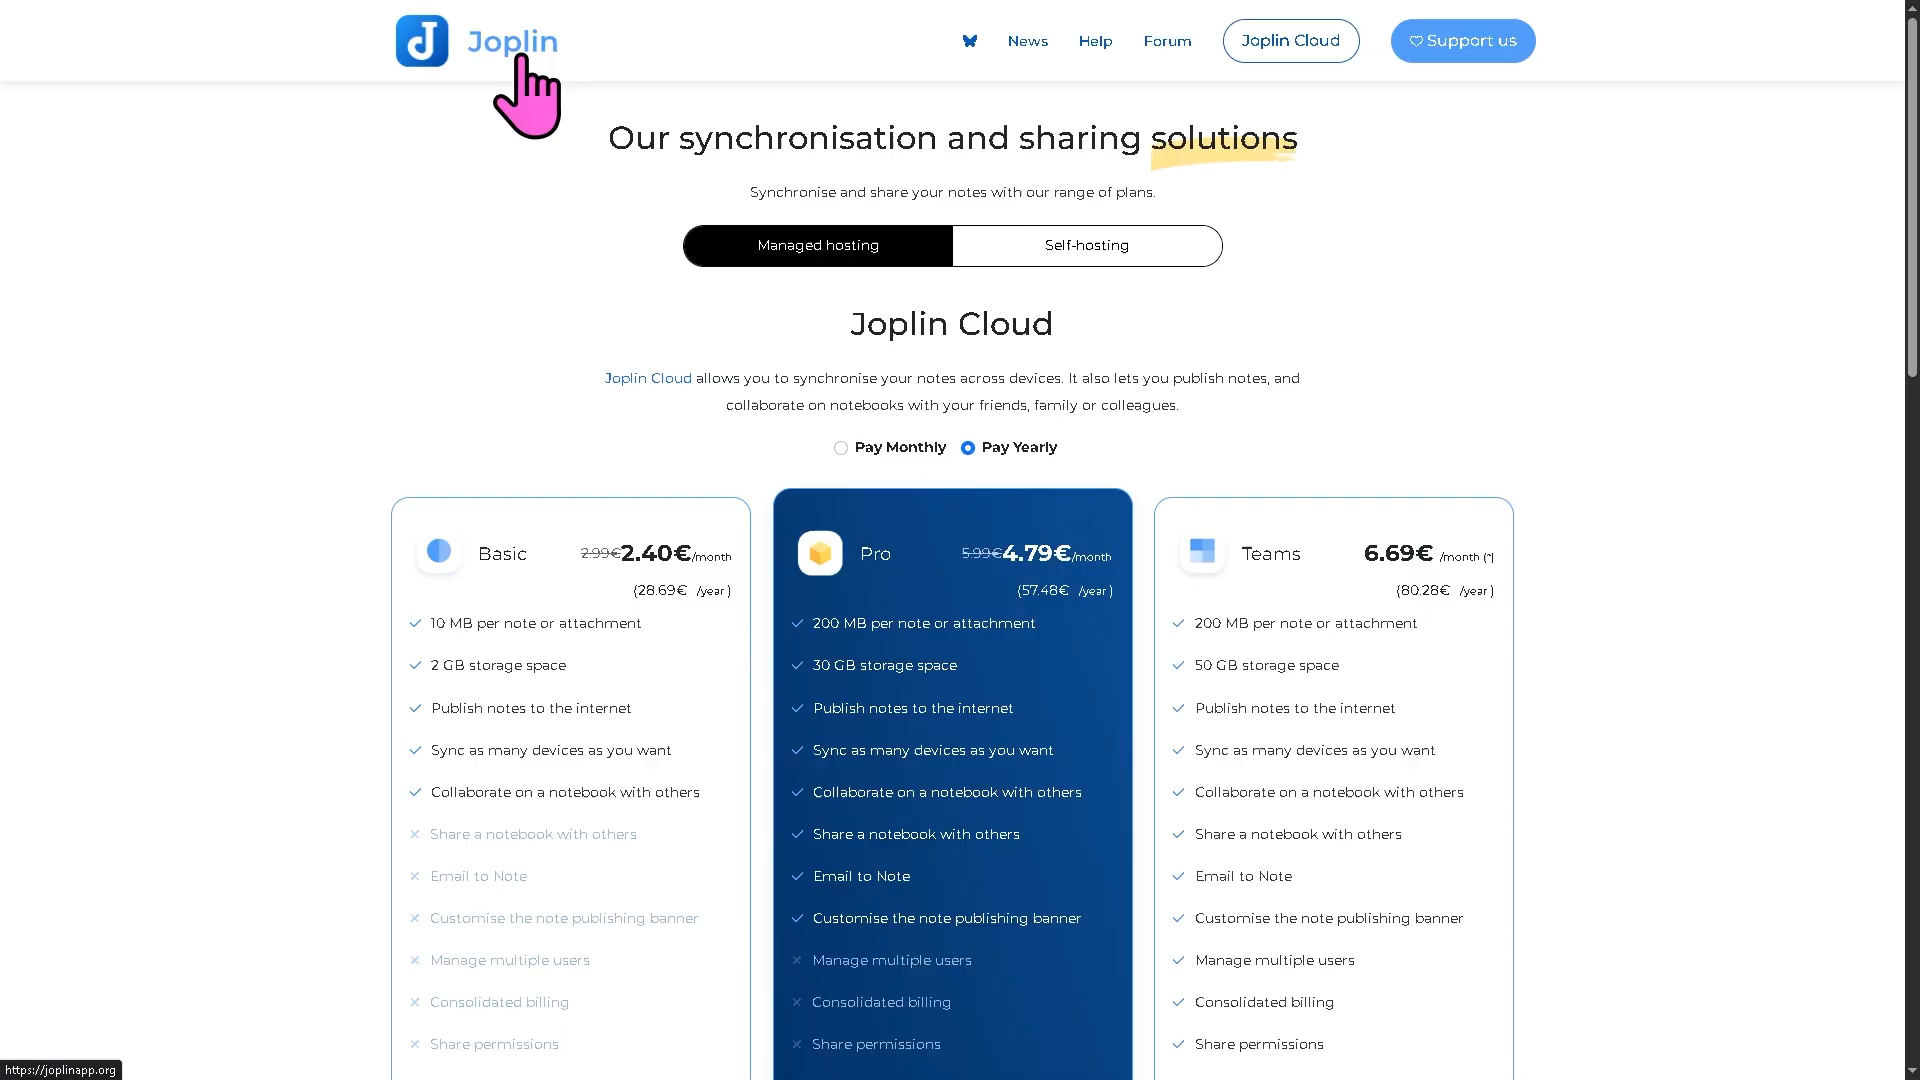 Joplin
News
Help
Forum
Joplin Cloud
Support us
Our synchronisation and sharing solutions
Synchronise and share your notes with our range of plans.
Managed hosting
Self-hosting
Joplin Cloud
Joplin Cloud allows you to synchronise your notes across devices. It also lets you publish notes, and
collaborate on notebooks with your friends, family or colleagues.
Pay Monthly
Pay Yearly
Basic
2.99€2.40€/month
(28.69€ /year )
10 MB per note or attachment
2 GB storage space
Publish notes to the internet
Sync as many devices as you want
Collaborate on a notebook with others
Share a notebook with others
Email to Note
Customise the note publishing banner
Manage multiple users
Consolidated billing
Share permissions
Pro
5.99€4.79€/month
(57.48€ /year )
200 MB per note or attachment
30 GB storage space
Publish notes to the internet
Sync as many devices as you want
Collaborate on a notebook with others
Share a notebook with others
Email to Note
Customise the note publishing banner
Manage multiple users
Consolidated billing
Share permissions
Teams
6.69€ /month (*)
(80.28€ /year )
200 MB per note or attachment
50 GB storage space
Publish notes to the internet
Sync as many devices as you want
Collaborate on a notebook with others
Share a notebook with others
Email to Note
Customise the note publishing banner
Manage multiple users
Consolidated billing
Share permissions
https://joplinapp.org